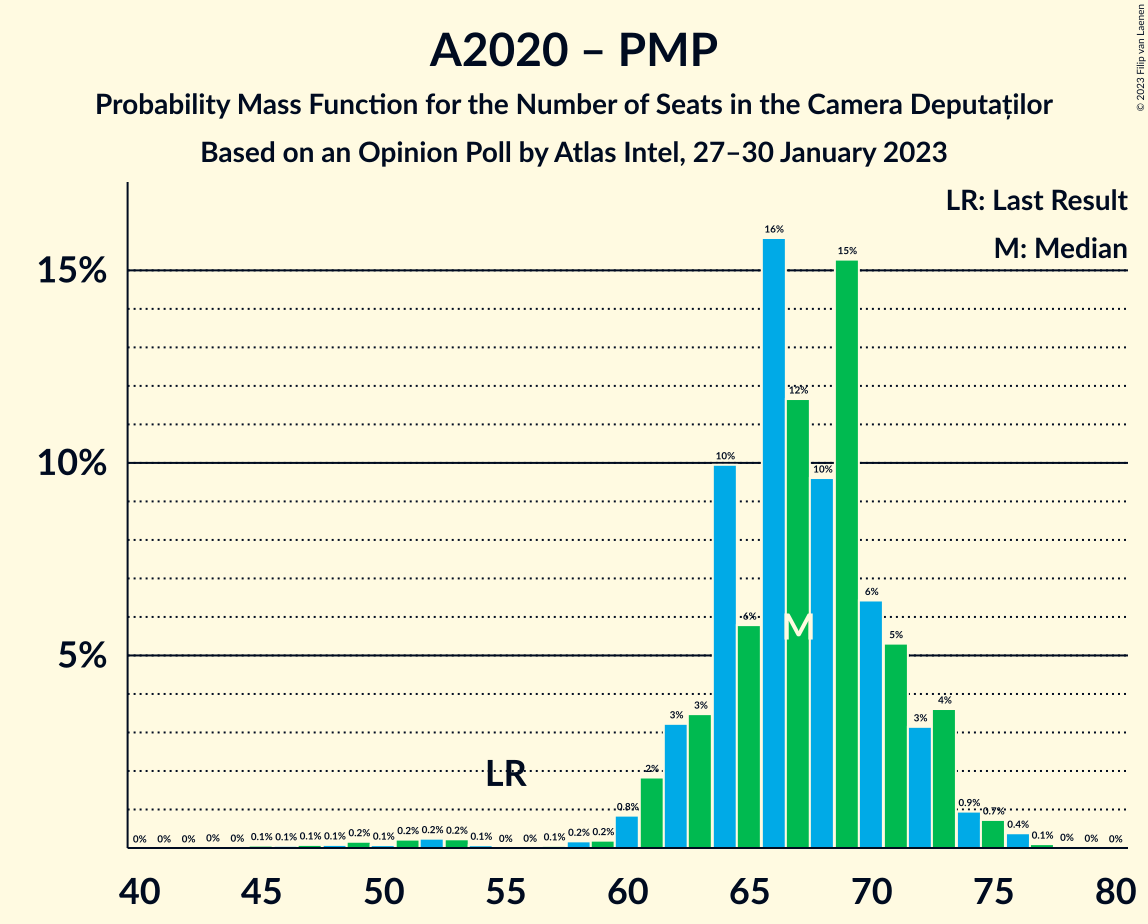 A2020 – PMP
Probability Mass Function for the Number of Seats in the Camera Deputaților
Based on an Opinion Poll by Atlas Intel, 27–30 January 2023
© 2023 Filip van Laenen
LR: Last Result
M: Median
15%
10%
5%
0% 0% 0% 0% 0% 0.1% 0.1% 0.1% 0.1% 0.2% 0.1% 0.2% 0.2% 0.2% 0.1% 0% 0% 0.1% 0.2% 0.2% 0.8% 2% 3% 3% 10% 6% 16% 12% 10% 15% 6% 5% 3% 4% 0.9% 0.7% 0.4% 0.1% 0% 0% 0%
LR
M
40 45 50 55 60 65 70 75 80